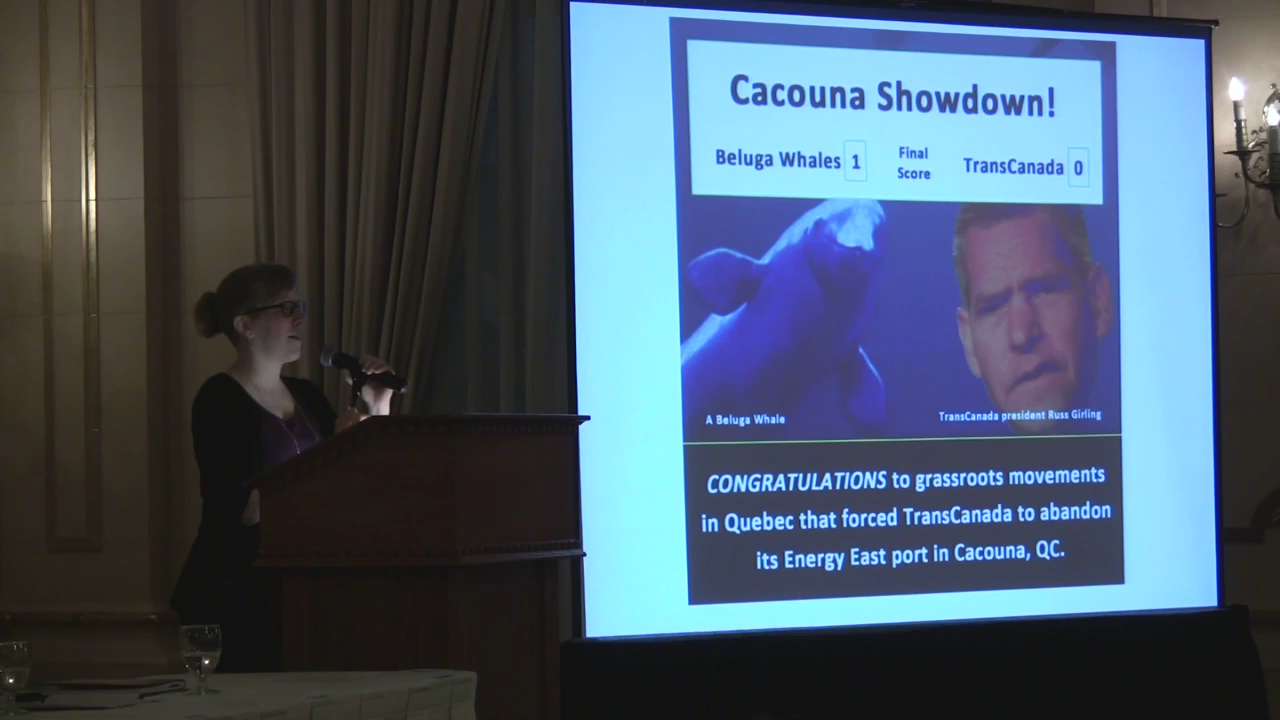 Cacouna Showdown!
Beluga Whales 1 Final Score TransCanada 0
A Beluga Whale TransCanada president Russ Girling
CONGRATULATIONS to grassroots movements
in Quebec that forced TransCanada to abandon
its Energy East port in Cacouna, QC.